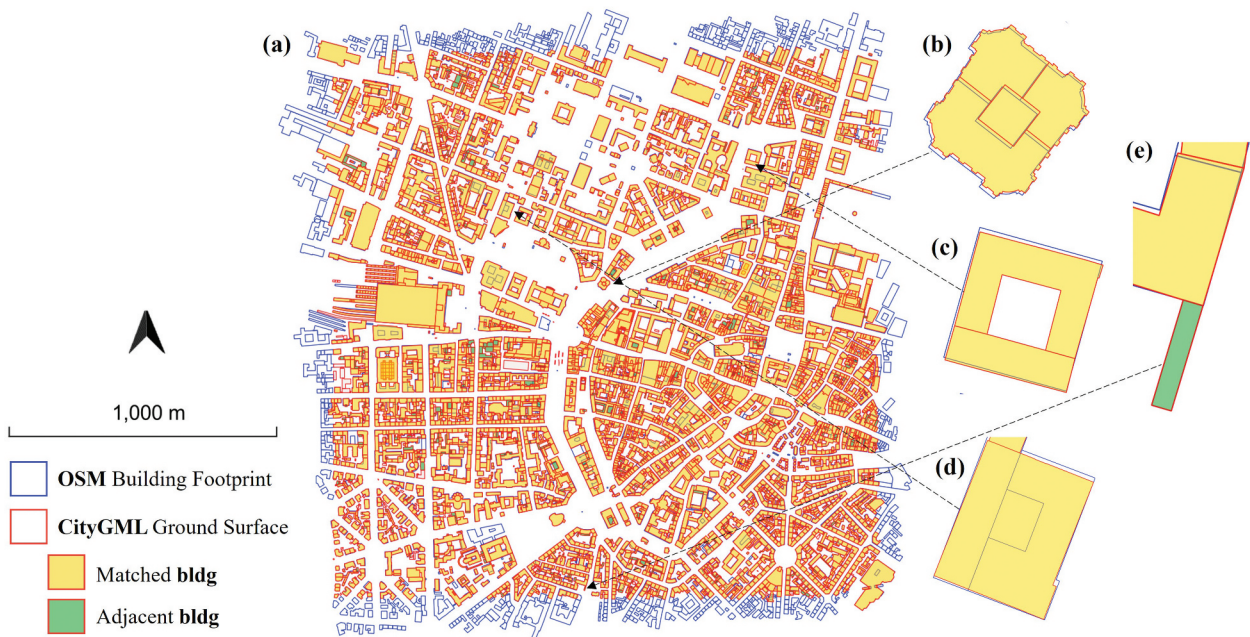 (a)
(b)
(e)
(c)
(d)
1,000 m
OSM Building Footprint
CityGML Ground Surface
Matched bldg
Adjacent bldg